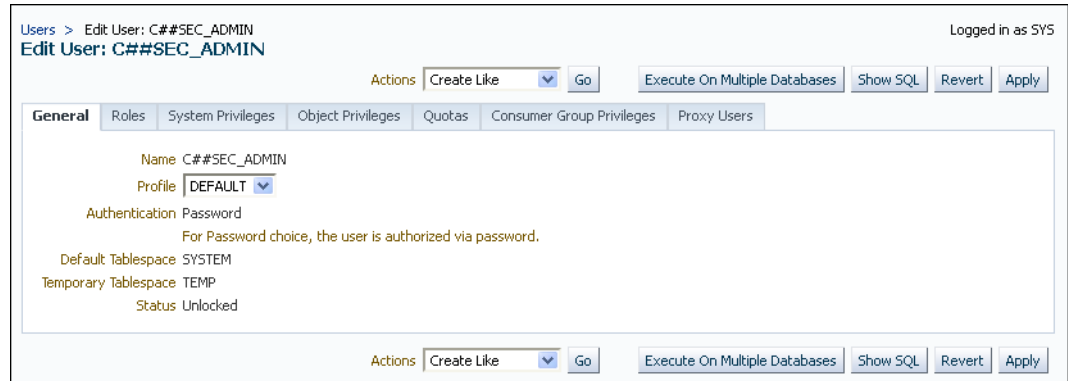 Users > Edit User: C##SEC_ADMIN
Logged in as SYS
Edit User: C##SEC_ADMIN
Actions Create Like Go Execute On Multiple Databases Show SQL Revert Apply
General Roles System Privileges Object Privileges Quotas Consumer Group Privileges Proxy Users
Name C##SEC_ADMIN
Profile DEFAULT
Authentication Password
For Password choice, the user is authorized via password.
Default Tablespace SYSTEM
Temporary Tablespace TEMP
Status Unlocked
Actions Create Like Go Execute On Multiple Databases Show SQL Revert Apply